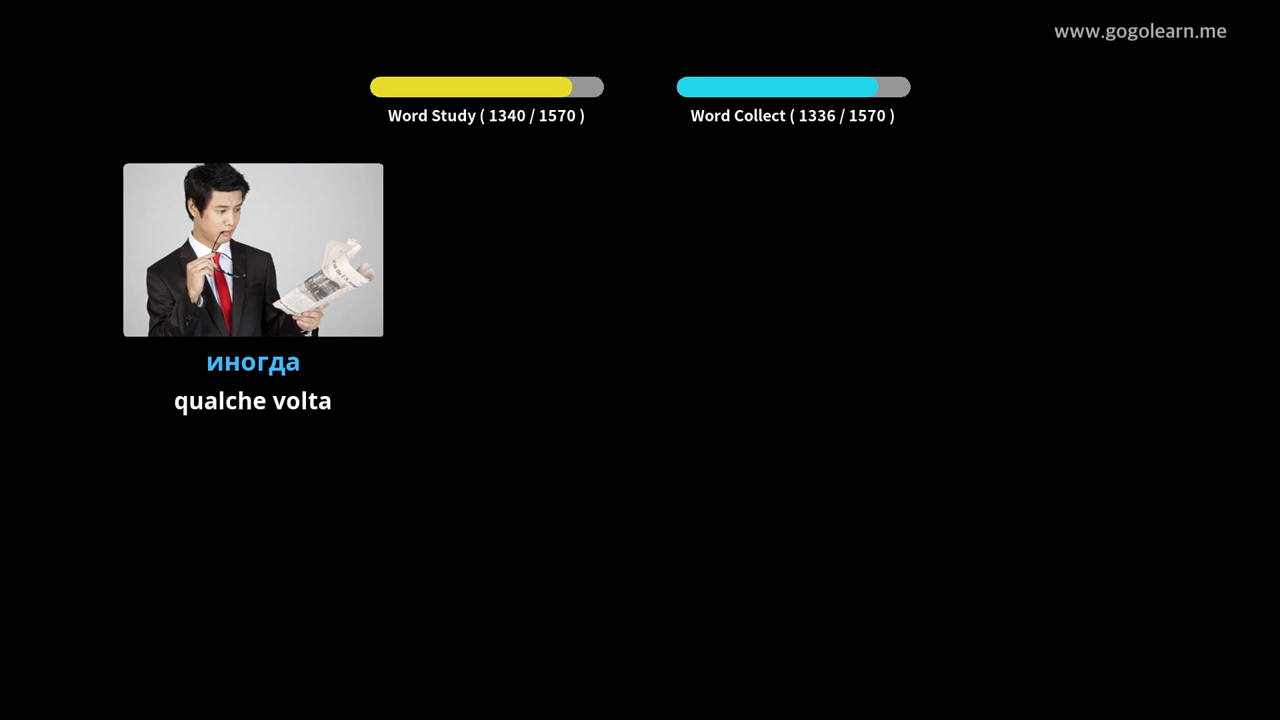 www.gogolearn.me
Word Study ( 1340 / 1570 )
Word Collect ( 1336 / 1570 )
иногда
qualche volta